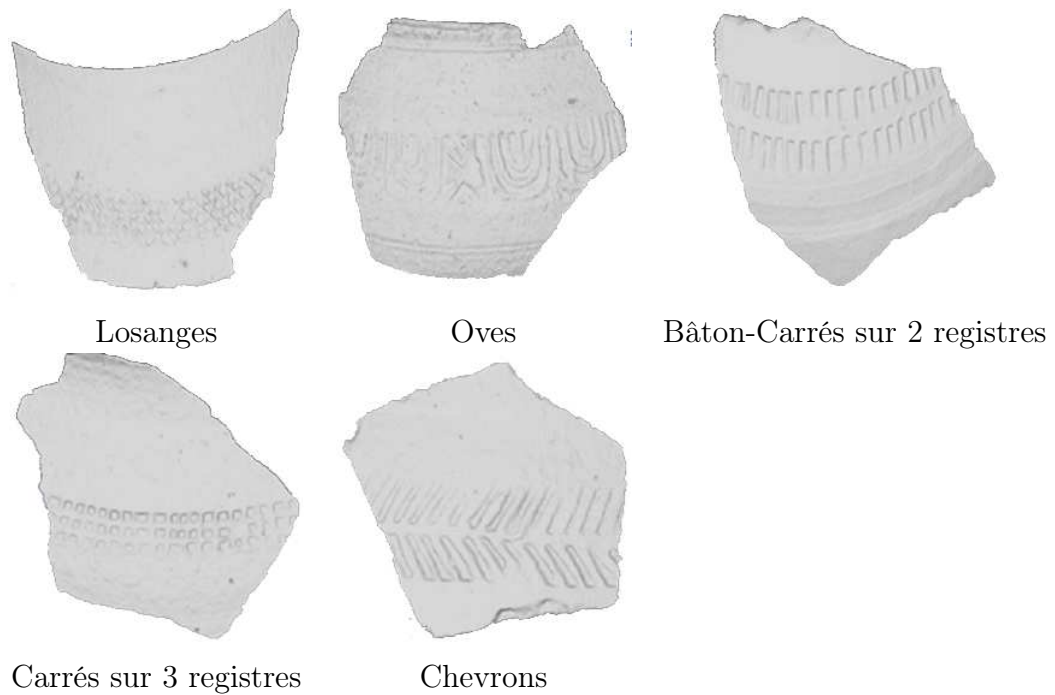 Losanges
Oves
Bâton-Carrés sur 2 registres
Carrés sur 3 registres
Chevrons